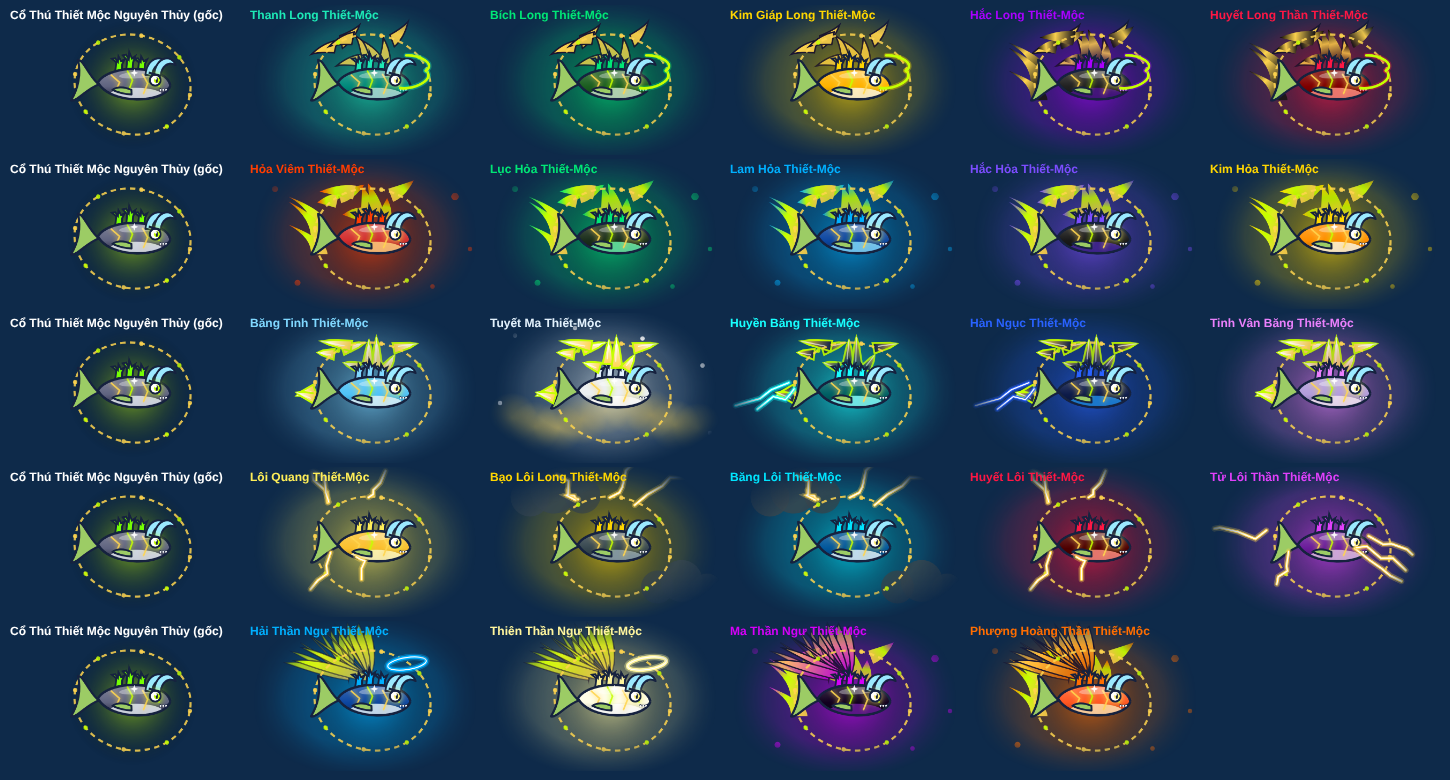 Cổ Thú Thiết Mộc Nguyên Thủy (gốc)
Thanh Long Thiết-Mộc
Bích Long Thiết-Mộc
Kim Giáp Long Thiết-Mộc
Hắc Long Thiết-Mộc
Huyết Long Thần Thiết-Mộc
Cổ Thú Thiết Mộc Nguyên Thủy (gốc)
Hỏa Viêm Thiết-Mộc
Lục Hỏa Thiết-Mộc
Lam Hỏa Thiết-Mộc
Hắc Hỏa Thiết-Mộc
Kim Hỏa Thiết-Mộc
Cổ Thú Thiết Mộc Nguyên Thủy (gốc)
Băng Tinh Thiết-Mộc
Tuyết Ma Thiết-Mộc
Huyền Băng Thiết-Mộc
Hàn Ngục Thiết-Mộc
Tinh Vân Băng Thiết-Mộc
Cổ Thú Thiết Mộc Nguyên Thủy (gốc)
Lôi Quang Thiết-Mộc
Bạo Lôi Long Thiết-Mộc
Băng Lôi Thiết-Mộc
Huyết Lôi Thiết-Mộc
Tử Lôi Thần Thiết-Mộc
Cổ Thú Thiết Mộc Nguyên Thủy (gốc)
Hải Thần Ngư Thiết-Mộc
Thiên Thần Ngư Thiết-Mộc
Ma Thần Ngư Thiết-Mộc
Phượng Hoàng Thần Thiết-Mộc